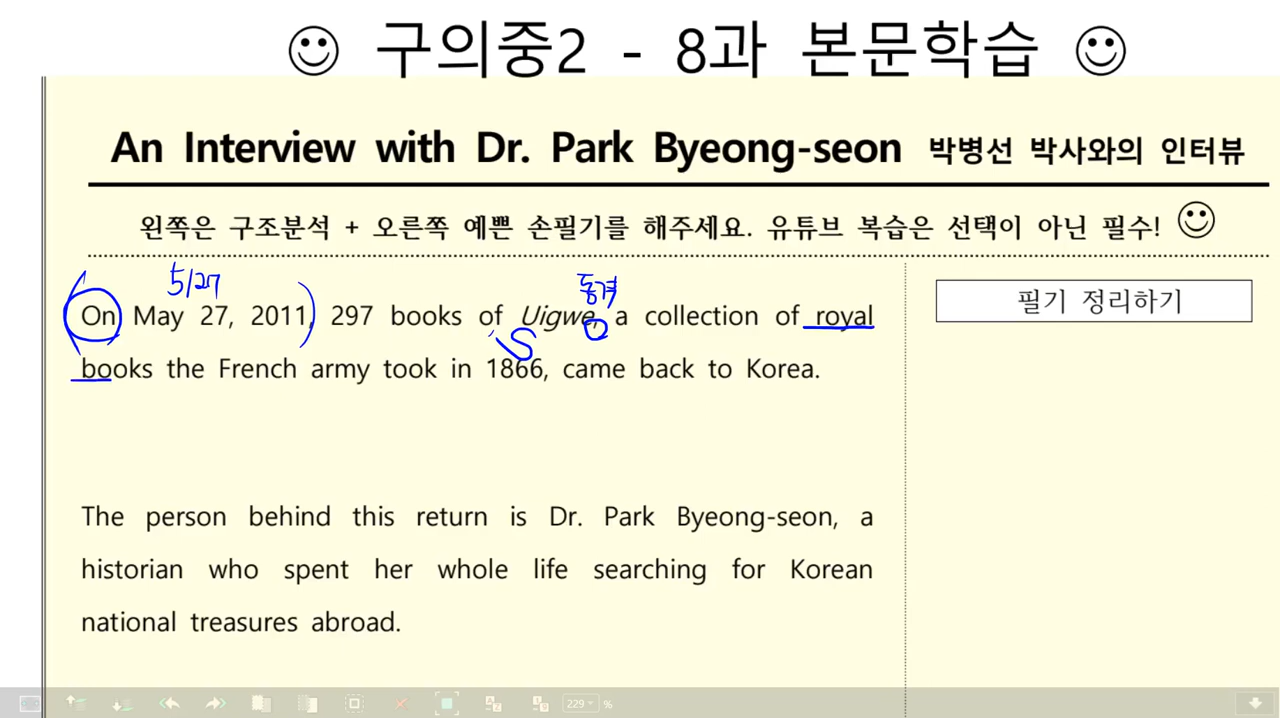 ☺ 구의중2 - 8과 본문학습 ☺
An Interview with Dr. Park Byeong-seon 박병선 박사와의 인터뷰
왼쪽은 구조분석 + 오른쪽 예쁜 손필기를 해주세요. 유튜브 복습은 선택이 아닌 필수! ☺
5/27
동격
On May 27, 2011, 297 books of Uigwe, a collection of royal
S
books the French army took in 1866, came back to Korea.
필기 정리하기
The person behind this return is Dr. Park Byeong-seon, a
historian who spent her whole life searching for Korean
national treasures abroad.
229 %